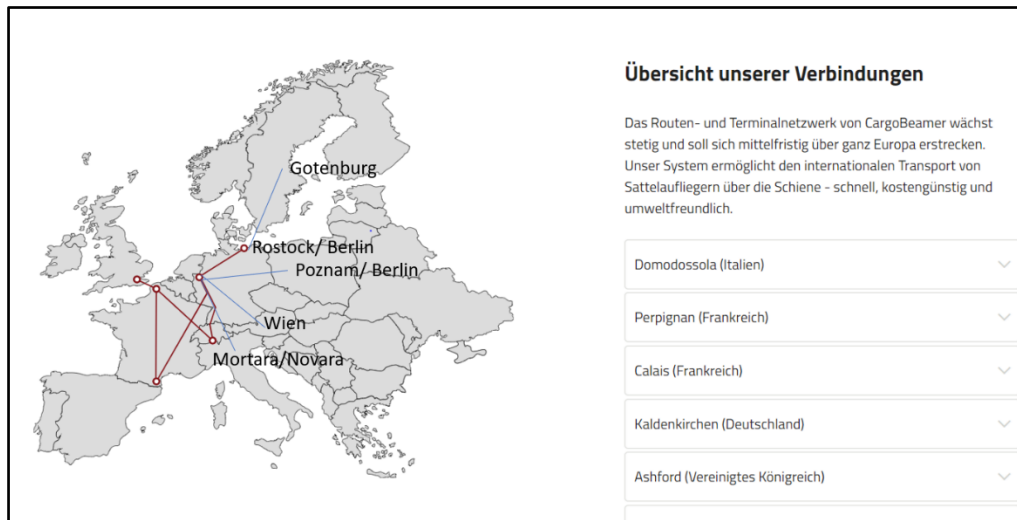 Gotenburg
Rostock/ Berlin
Poznam/ Berlin
Wien
Mortara/Novara
Übersicht unserer Verbindungen
Das Routen- und Terminalnetzwerk von CargoBeamer wächst
stetig und soll sich mittelfristig über ganz Europa erstrecken.
Unser System ermöglicht den internationalen Transport von
Sattelaufliegern über die Schiene - schnell, kostengünstig und
umweltfreundlich.
Domodossola (Italien)
Perpignan (Frankreich)
Calais (Frankreich)
Kaldenkirchen (Deutschland)
Ashford (Vereinigtes Königreich)